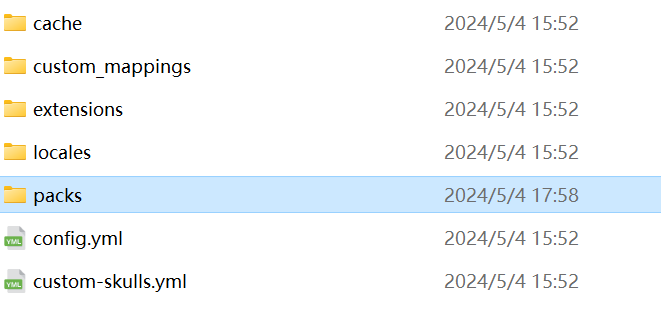 cache 2024/5/4 15:52
custom_mappings 2024/5/4 15:52
extensions 2024/5/4 15:52
locales 2024/5/4 15:52
packs 2024/5/4 17:58
YML config.yml 2024/5/4 15:52
YML custom-skulls.yml 2024/5/4 15:52